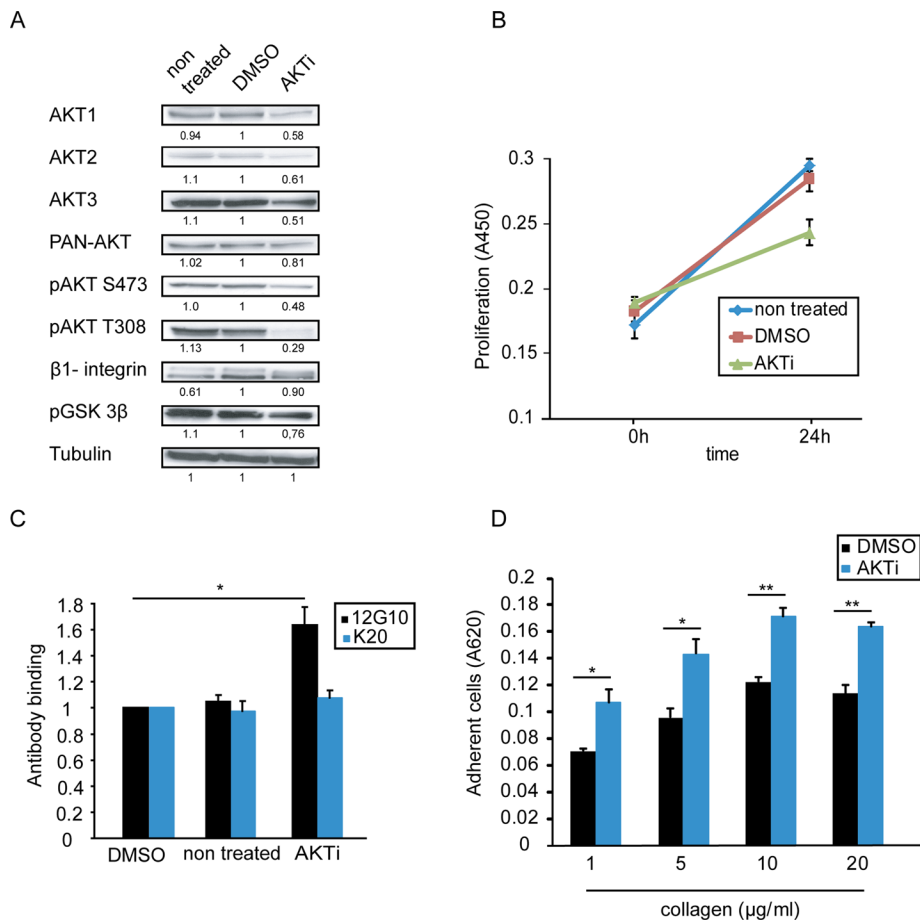 A
non treated
DMSO
AKTi
AKT1
0.94 1 0.58
AKT2
1.1 1 0.61
AKT3
1.1 1 0.51
PAN-AKT
1.02 1 0.81
pAKT S473
1.0 1 0.48
pAKT T308
1.13 1 0.29
β1- integrin
0.61 1 0.90
pGSK 3β
1.1 1 0,76
Tubulin
1 1 1
B
Proliferation (A450)
0.3
0.25
0.2
0.15
0.1
non treated
DMSO
AKTi
0h 24h
time
C
Antibody binding
*
1.8
1.6
1.4
1.2
1
0.8
0.6
0.4
0.2
0
12G10
K20
DMSO non treated AKTi
D
DMSO
AKTi
Adherent cells (A620)
0.2
0.18
0.16
0.14
0.12
0.1
0.08
0.06
0.04
0.02
0
* * ** **
1 5 10 20
collagen (µg/ml)